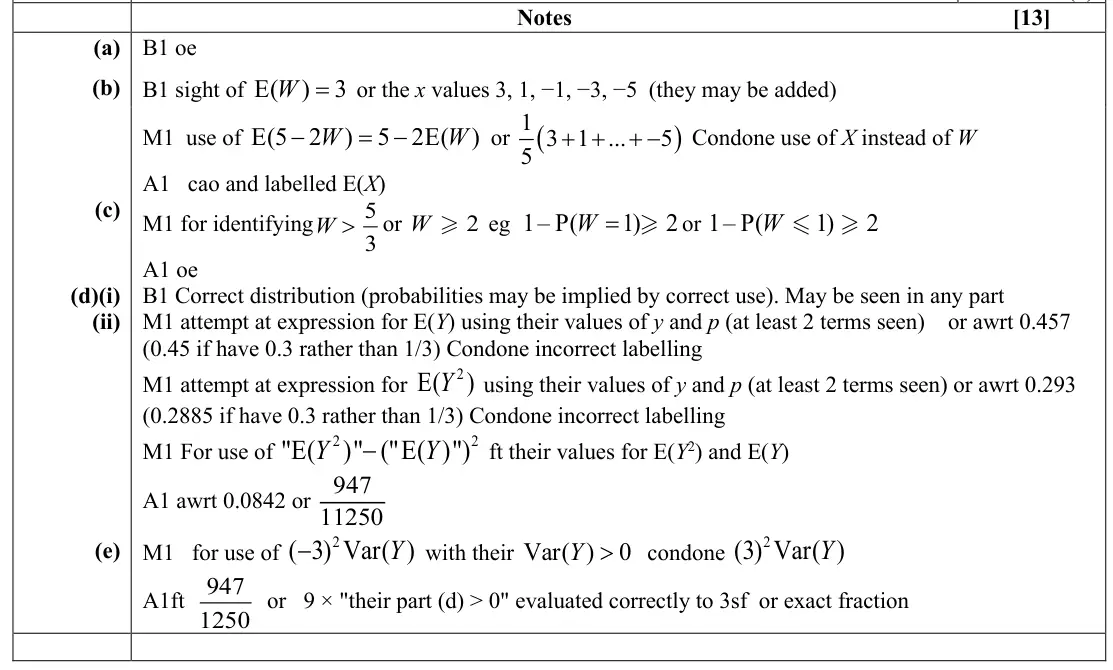 Notes [13]
(a) B1 oe
(b) B1 sight of E(W) = 3 or the x values 3, 1, −1, −3, −5 (they may be added)
M1 use of E(5 − 2W) = 5 − 2E(W) or 1/5 (3 + 1 + ... + −5) Condone use of X instead of W
A1 cao and labelled E(X)
(c) M1 for identifying W > 5/3 or W ⩾ 2 eg 1 – P(W = 1) ⩾ 2 or 1 – P(W ⩽ 1) ⩾ 2
A1 oe
(d)(i) B1 Correct distribution (probabilities may be implied by correct use). May be seen in any part
(ii) M1 attempt at expression for E(Y) using their values of y and p (at least 2 terms seen) or awrt 0.457
(0.45 if have 0.3 rather than 1/3) Condone incorrect labelling
M1 attempt at expression for E(Y²) using their values of y and p (at least 2 terms seen) or awrt 0.293
(0.2885 if have 0.3 rather than 1/3) Condone incorrect labelling
M1 For use of "E(Y²)"−("E(Y)")² ft their values for E(Y²) and E(Y)
A1 awrt 0.0842 or 947/11250
(e) M1 for use of (−3)²Var(Y) with their Var(Y) > 0 condone (3)²Var(Y)
A1ft 947/1250 or 9 × "their part (d) > 0" evaluated correctly to 3sf or exact fraction